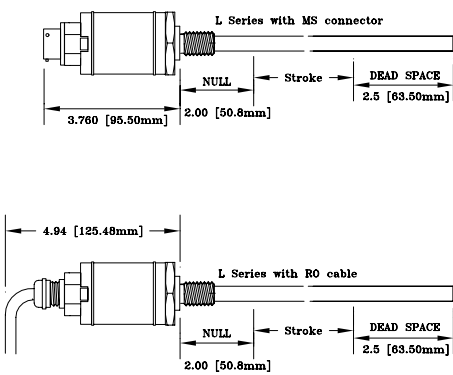 L Series with MS connector
NULL
Stroke
DEAD SPACE
3.760 [95.50mm]
2.00 [50.8mm]
2.5 [63.50mm]
4.94 [125.48mm]
L Series with RO cable
NULL
Stroke
DEAD SPACE
2.00 [50.8mm]
2.5 [63.50mm]